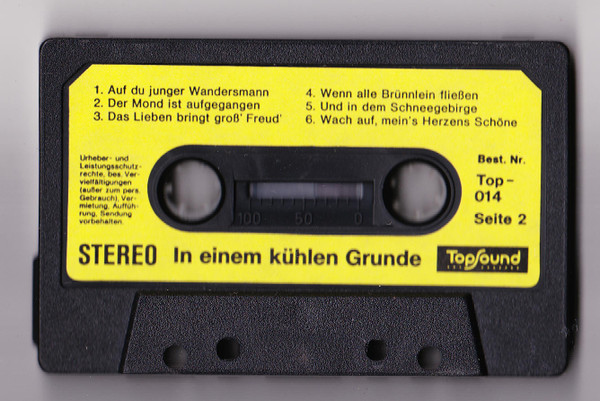 1. Auf du junger Wandersmann
2. Der Mond ist aufgegangen
3. Das Lieben bringt groß' Freud'
4. Wenn alle Brünnlein fließen
5. Und in dem Schneegebirge
6. Wach auf, mein's Herzens Schöne
Urheber- und
Leistungsschutz-
rechte, bes. Ver-
vielfältigungen
(außer zum pers.
Gebrauch), Ver-
mietung, Auffüh-
rung, Sendung
vorbehalten.
Best. Nr.
Top-
014
Seite 2
100 50 0
STEREO In einem kühlen Grunde
TopSound